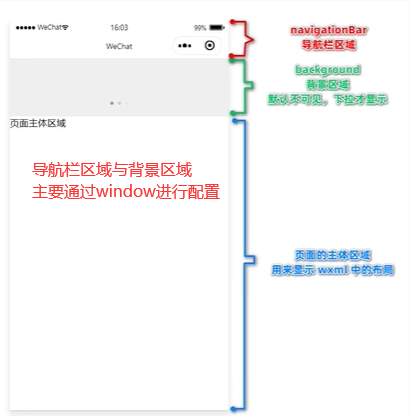 ●●●●● WeChat 16:03 99%
WeChat
页面主体区域
导航栏区域与背景区域
主要通过window进行配置
navigationBar
导航栏区域
background
背景区域
默认不可见，下拉才显示
页面的主体区域
用来显示 wxml 中的布局